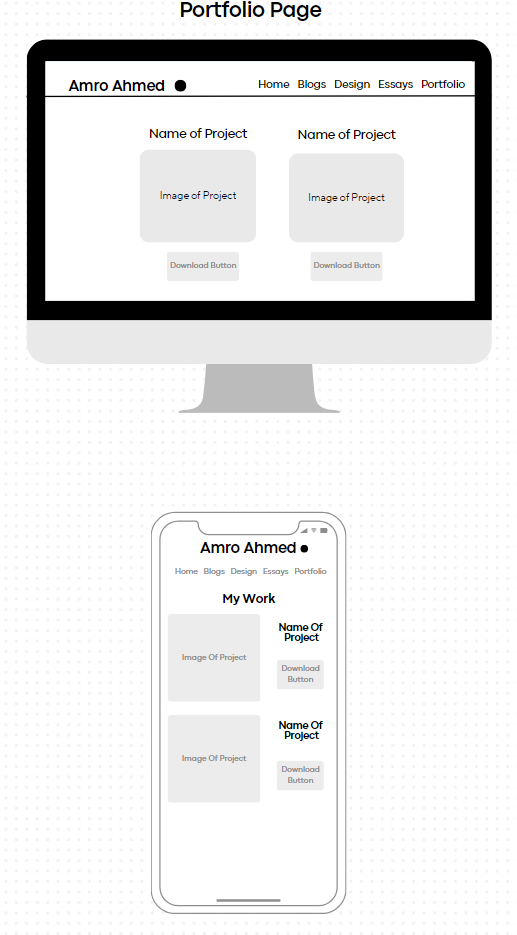 Portfolio Page
Amro Ahmed
Home Blogs Design Essays Portfolio
Name of Project
Name of Project
Image of Project
Image of Project
Download Button
Download Button
Amro Ahmed
Home Blogs Design Essays Portfolio
My Work
Image Of Project
Name Of
Project
Download
Button
Image Of Project
Name Of
Project
Download
Button